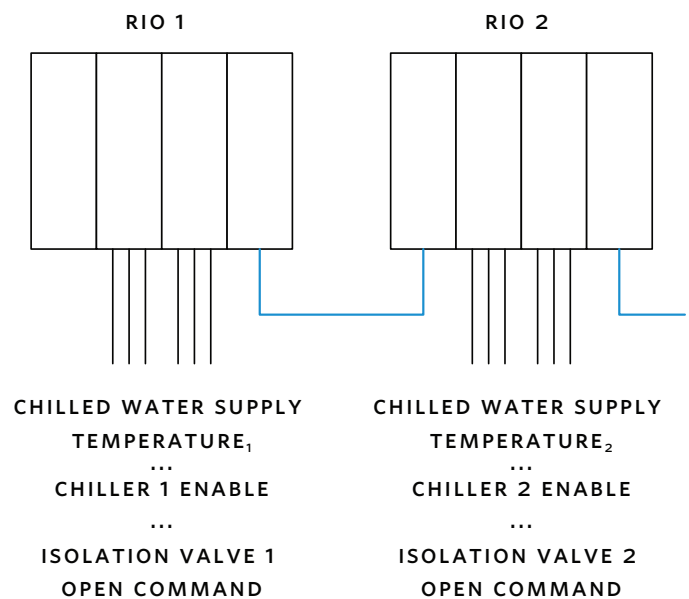 RIO 1
RIO 2
CHILLED WATER SUPPLY
TEMPERATURE₁
...
CHILLER 1 ENABLE
...
ISOLATION VALVE 1
OPEN COMMAND
CHILLED WATER SUPPLY
TEMPERATURE₂
...
CHILLER 2 ENABLE
...
ISOLATION VALVE 2
OPEN COMMAND